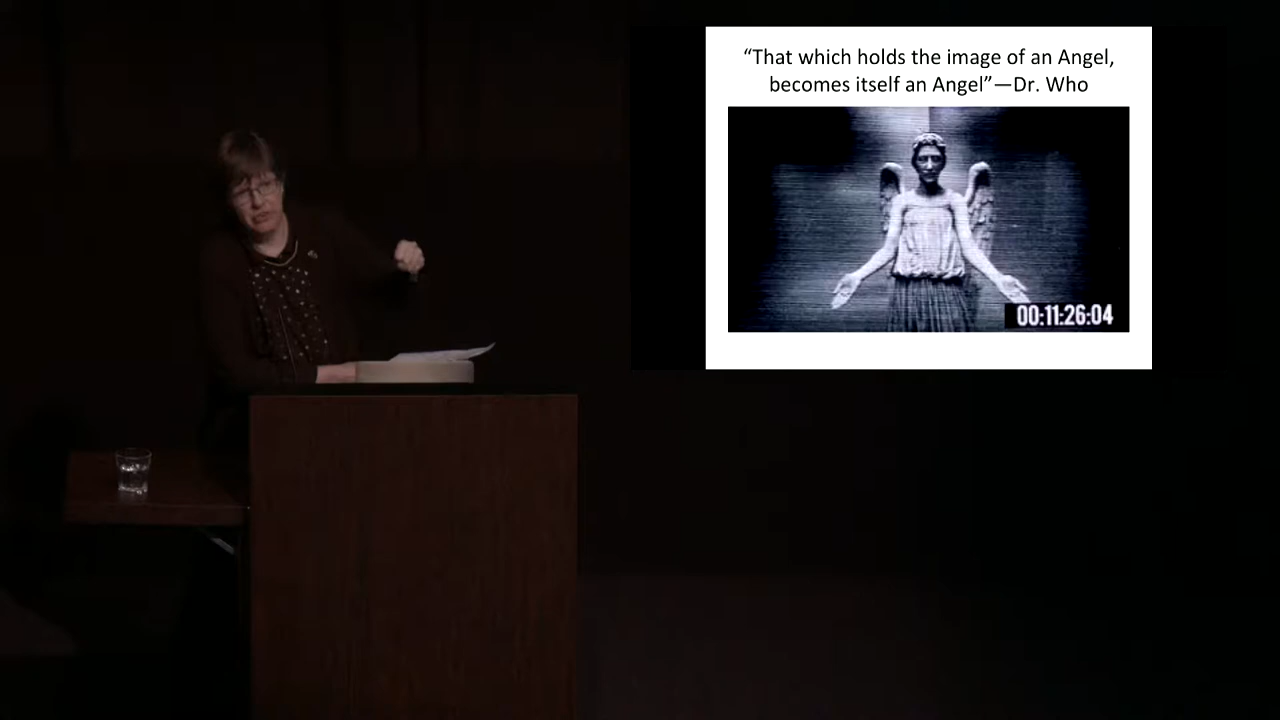 “That which holds the image of an Angel,
becomes itself an Angel”—Dr. Who
00:11:26:04